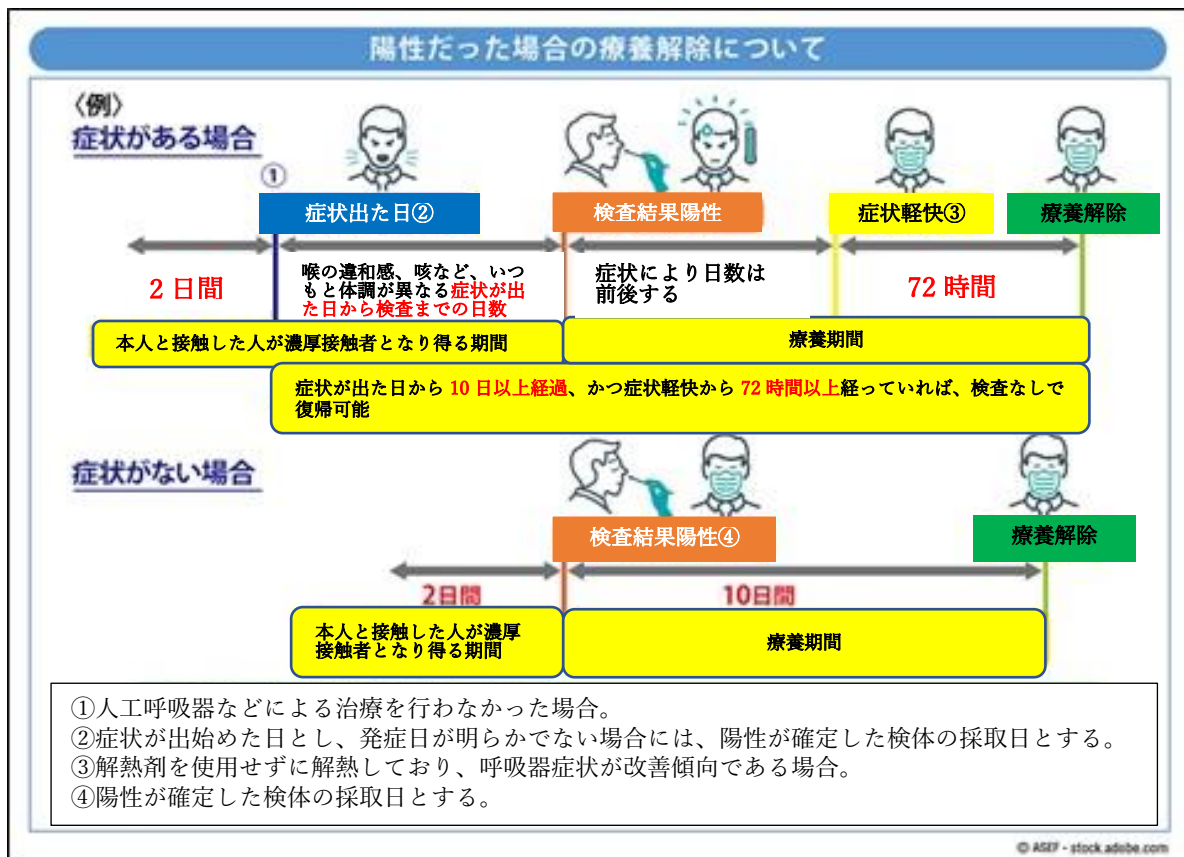 陽性だった場合の療養解除について
〈例〉
症状がある場合
①
症状出た日②
検査結果陽性
症状軽快③
療養解除
2日間
喉の違和感、咳など、いつ
もと体調が異なる症状が出
た日から検査までの日数
症状により日数は
前後する
72時間
本人と接触した人が濃厚接触者となり得る期間
療養期間
症状が出た日から10日以上経過、かつ症状軽快から72時間以上経っていれば、検査なしで
復帰可能
症状がない場合
検査結果陽性④
療養解除
2日間
10日間
本人と接触した人が濃厚
接触者となり得る期間
療養期間
①人工呼吸器などによる治療を行わなかった場合。
②症状が出始めた日とし、発症日が明らかでない場合には、陽性が確定した検体の採取日とする。
③解熱剤を使用せずに解熱しており、呼吸器症状が改善傾向である場合。
④陽性が確定した検体の採取日とする。
© ASEF - stock.adobe.com